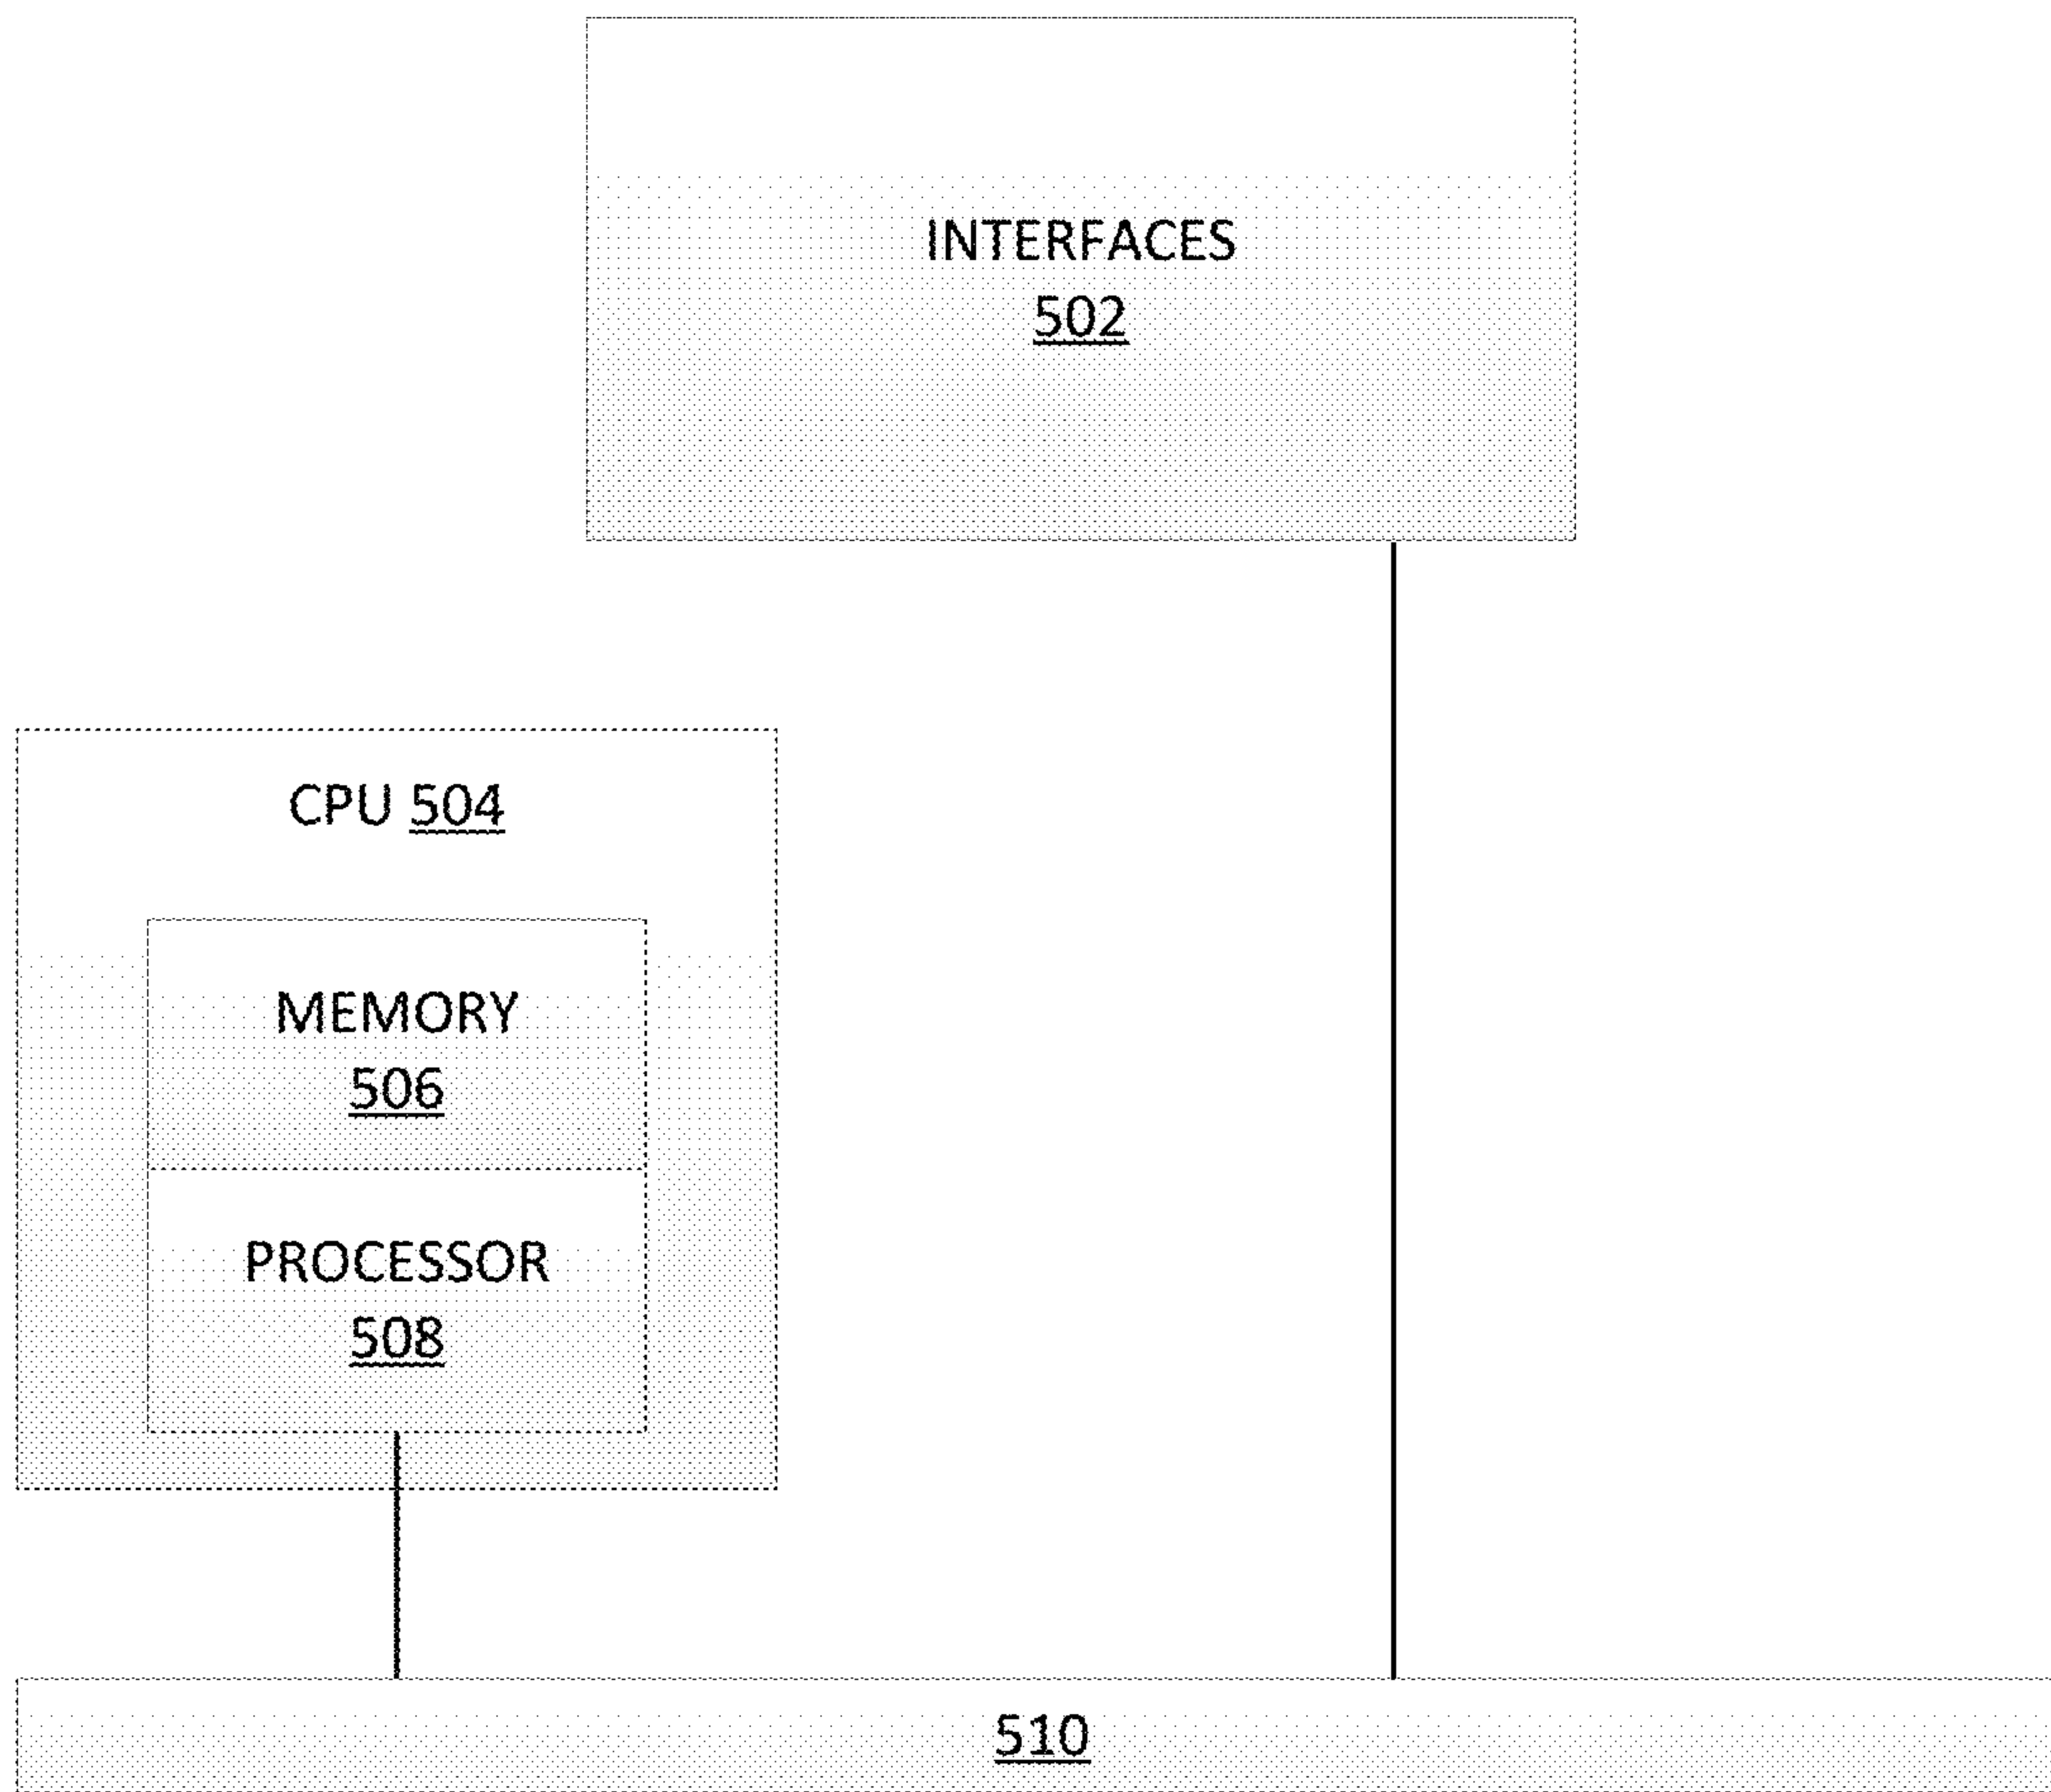 INTERFACES
502
CPU 504
MEMORY
506
PROCESSOR
508
510